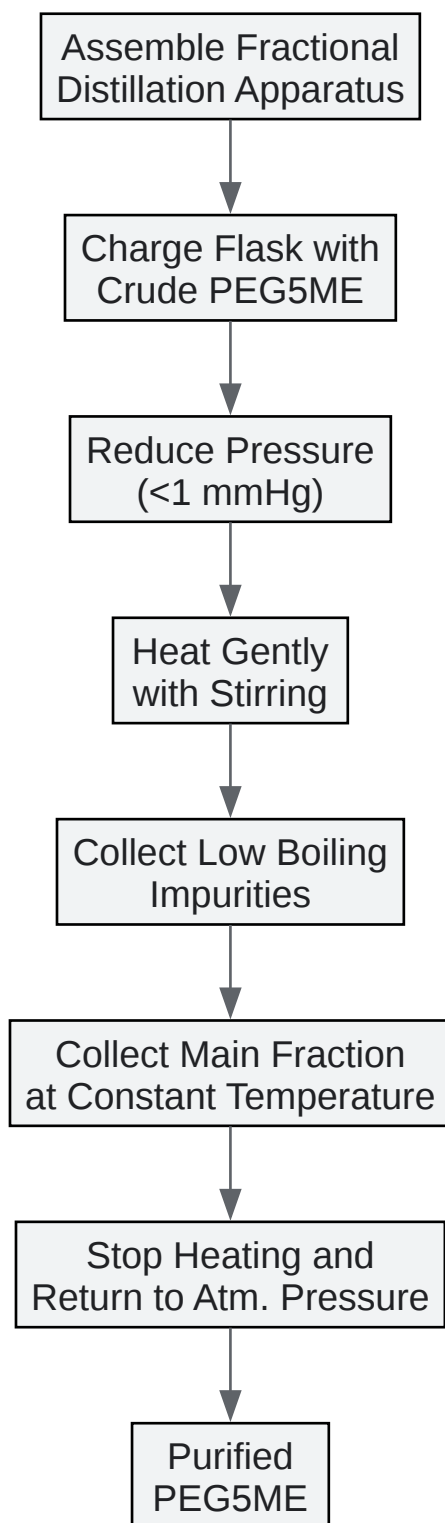 Assemble Fractional
Distillation Apparatus
Charge Flask with
Crude PEG5ME
Reduce Pressure
(<1 mmHg)
Heat Gently
with Stirring
Collect Low Boiling
Impurities
Collect Main Fraction
at Constant Temperature
Stop Heating and
Return to Atm. Pressure
Purified
PEG5ME